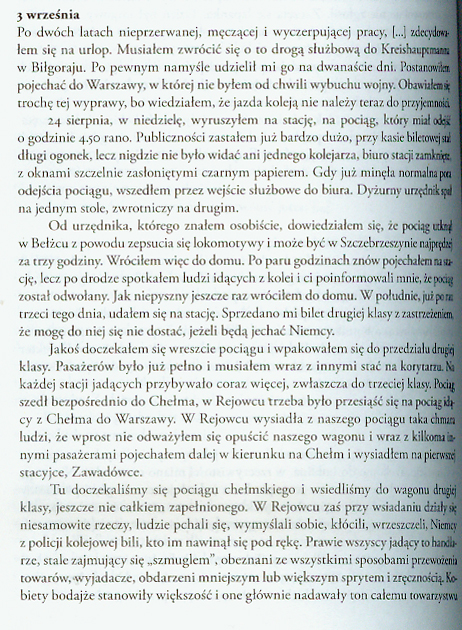 3 września
Po dwóch latach nieprzerwanej, męczącej i wyczerpującej pracy, [...] zdecydowa-
łem się na urlop. Musiałem zwrócić się o to drogą służbową do Kreishauptmanna
w Biłgoraju. Po pewnym namyśle udzielił mi go na dwanaście dni. Postanowiłem
pojechać do Warszawy, w której nie byłem od chwili wybuchu wojny. Obawiałem się
trochę tej wyprawy, bo wiedziałem, że jazda koleją nie należy teraz do przyjemności.
24 sierpnia, w niedzielę, wyruszyłem na stację, na pociąg, który miał odejść
o godzinie 4.50 rano. Publiczności zastałem już bardzo dużo, przy kasie biletowej stał
długi ogonek, lecz nigdzie nie było widać ani jednego kolejarza, biuro stacji zamknięte,
z oknami szczelnie zasłoniętymi czarnym papierem. Gdy już minęła normalna pora
odejścia pociągu, wszedłem przez wejście służbowe do biura. Dyżurny urzędnik spał
na jednym stole, zwrotniczy na drugim.
Od urzędnika, którego znałem osobiście, dowiedziałem się, że pociąg utknął
w Bełżcu z powodu zepsucia się lokomotywy i może być w Szczebrzeszynie najprędzej
za trzy godziny. Wróciłem więc do domu. Po paru godzinach znów pojechałem na sta-
cję, lecz po drodze spotkałem ludzi idących z kolei i ci poinformowali mnie, że pociąg
został odwołany. Jak niepyszny jeszcze raz wróciłem do domu. W południe, już po raz
trzeci tego dnia, udałem się na stację. Sprzedano mi bilet drugiej klasy z zastrzeżeniem,
że mogę do niej się nie dostać, jeżeli będą jechać Niemcy.
Jakoś doczekałem się wreszcie pociągu i wpakowałem się do przedziału drugiej
klasy. Pasażerów było już pełno i musiałem wraz z innymi stać na korytarzu. Na
każdej stacji jadących przybywało coraz więcej, zwłaszcza do trzeciej klasy. Pociąg
szedł bezpośrednio do Chełma, w Rejowcu trzeba było przesiąść się na pociąg idą-
cy z Chełma do Warszawy. W Rejowcu wysiadła z naszego pociągu taka chmara
ludzi, że wprost nie odważyłem się opuścić naszego wagonu i wraz z kilkoma in-
nymi pasażerami pojechałem dalej w kierunku na Chełm i wysiadłem na pierwszej
stacyjce, Zawadówce.
Tu doczekaliśmy się pociągu chełmskiego i wsiedliśmy do wagonu drugiej
klasy, jeszcze nie całkiem zapełnionego. W Rejowcu zaś przy wsiadaniu działy się
niesamowite rzeczy, ludzie pchali się, wymyślali sobie, kłócili, wrzeszczeli, Niemcy
z policji kolejowej bili, kto im nawinął się pod rękę. Prawie wszyscy jadący to handla-
rze, stale zajmujący się „szmuglem”, obeznani ze wszystkimi sposobami przewożenia
towarów, wyjadacze, obdarzeni mniejszym lub większym sprytem i zręcznością. Ko-
biety bodajże stanowiły większość i one głównie nadawały ton całemu towarzystwu